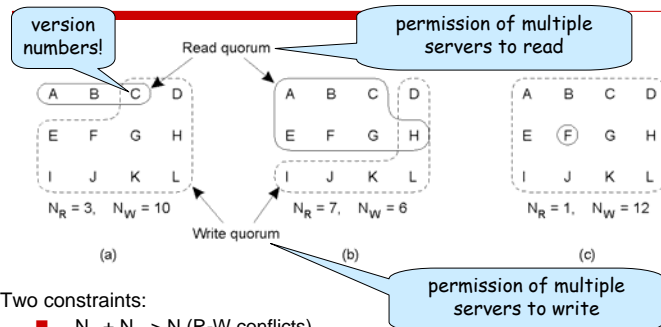 version
numbers!
permission of multiple
servers to read
Read quorum
A B C D
E F G H
I J K L
N_R = 3, N_W = 10
(a)
A B C D
E F G H
I J K L
N_R = 7, N_W = 6
(b)
A B C D
E F G H
I J K L
N_R = 1, N_W = 12
(c)
Write quorum
permission of multiple
servers to write
Two constraints: